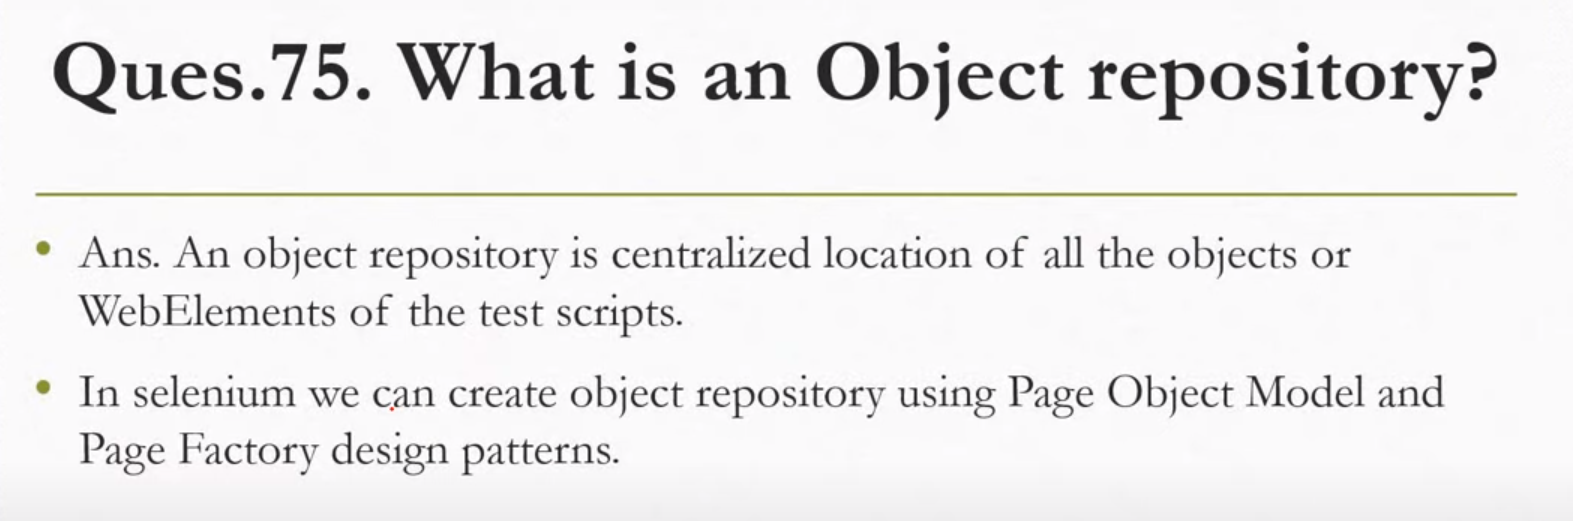 Ques.75. What is an Object repository?
• Ans. An object repository is centralized location of all the objects or
WebElements of the test scripts.
• In selenium we can create object repository using Page Object Model and
Page Factory design patterns.